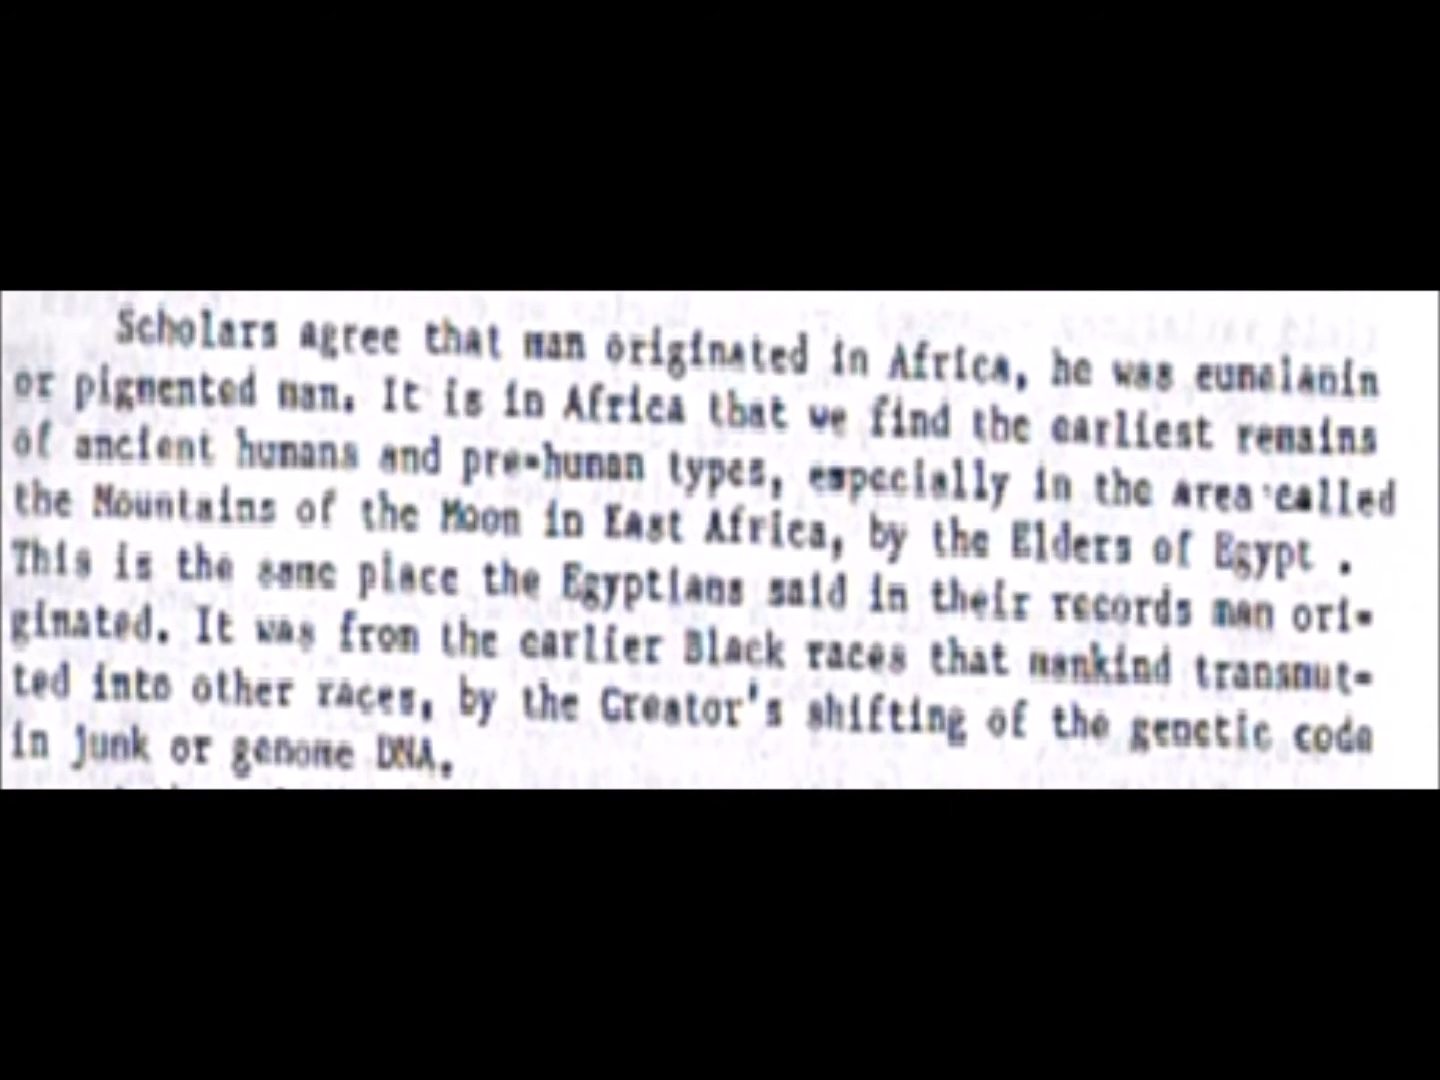 Scholars agree that man originated in Africa, he was eumelanin
or pigmented man. It is in Africa that we find the earliest remains
of ancient humans and pre-human types, especially in the area called
the Mountains of the Moon in East Africa, by the Elders of Egypt .
This is the same place the Egyptians said in their records man ori-
ginated. It was from the earlier Black races that mankind transmut-
ted into other races, by the Creator's shifting of the genetic code
in junk or genome DNA.